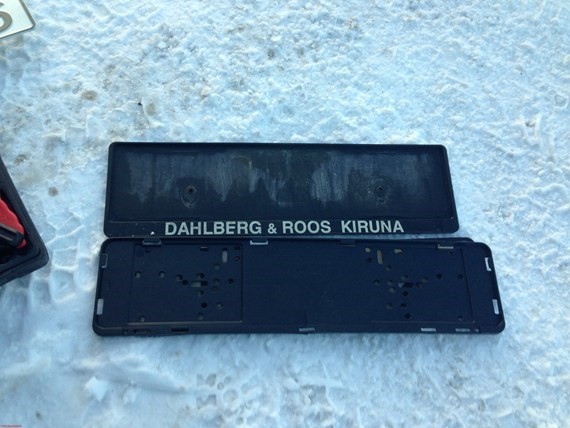 DAHLBERG & ROOS KIRUNA